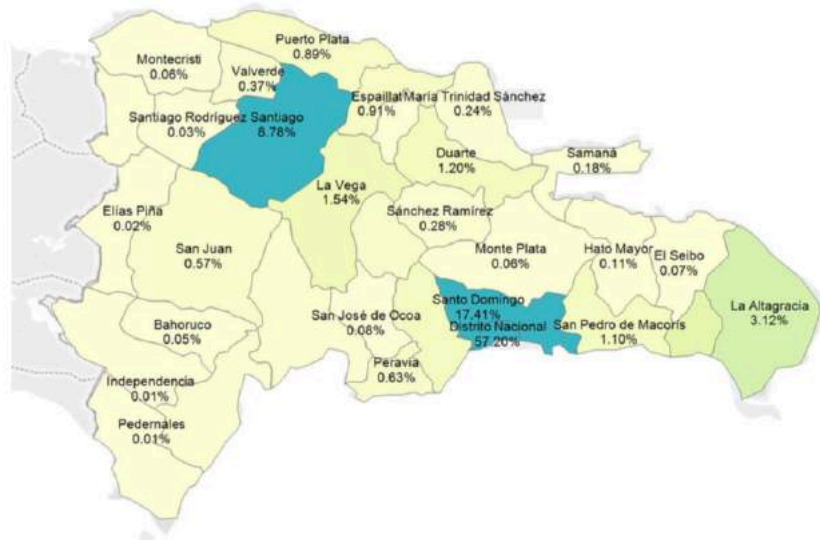 Puerto Plata
0.89%
Montecristi
0.06%
Valverde
0.37%
Espaillat
0.91%
María Trinidad Sánchez
0.24%
Santiago Rodríguez
0.03%
Santiago
8.78%
Duarte
1.20%
Samaná
0.18%
La Vega
1.54%
Elías Piña
0.02%
Sánchez Ramírez
0.28%
San Juan
0.57%
Monte Plata
0.06%
Hato Mayor
0.11%
El Seibo
0.07%
Santo Domingo
17.41%
La Altagracia
3.12%
San José de Ocoa
0.08%
Bahoruco
0.05%
Distrito Nacional
57.20%
San Pedro de Macorís
1.10%
Peravia
0.63%
Independencia
0.01%
Pedernales
0.01%